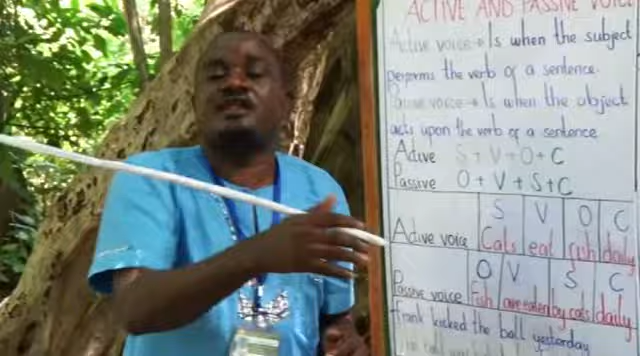 ACTIVE AND PASSIVE VOICE
Active voice → Is when the subject
performs the verb of a sentence.
Passive voice → Is when the object
acts upon the verb of a sentence
Active S + V + O + C
Passive O + V + S + C
S V O C
Active voice Cats eat fish daily
O V S C
Passive voice fish are eaten by cats daily
frank kicked the ball yesterday